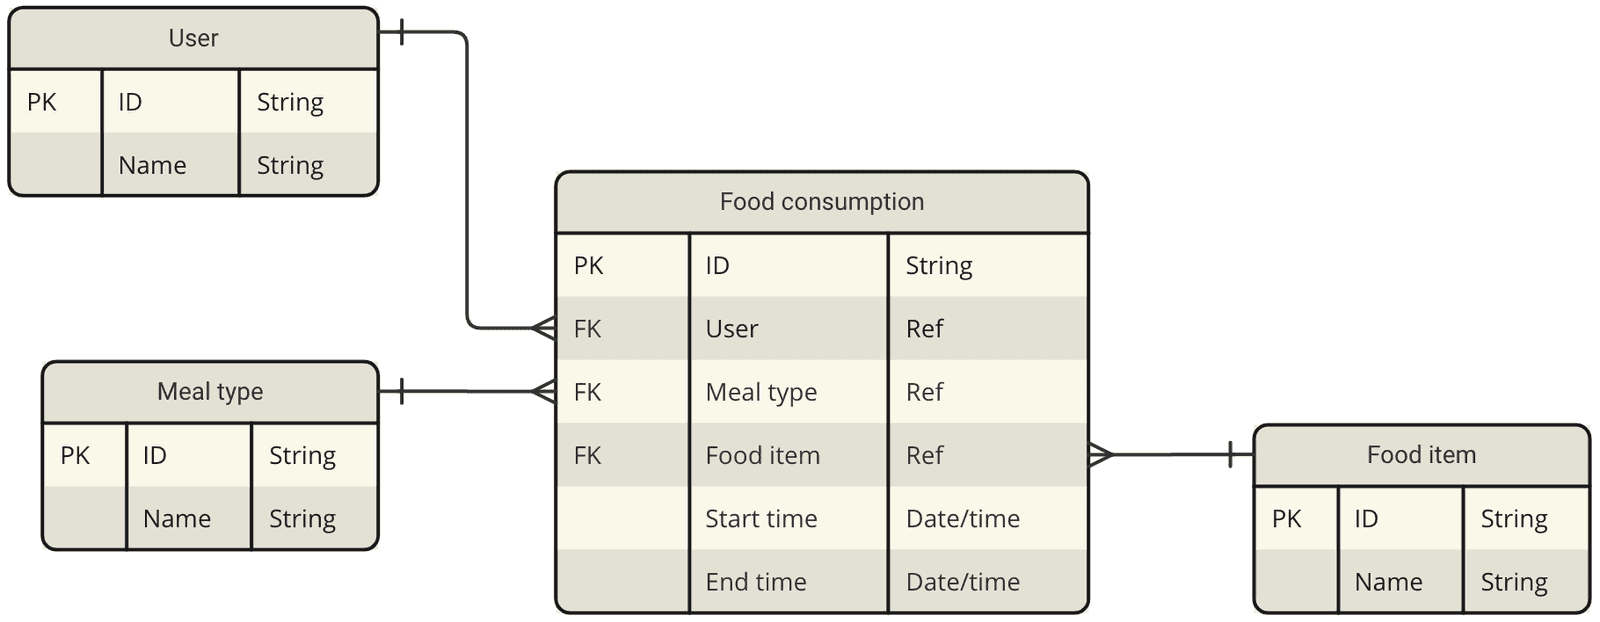 User
PK ID String
Name String
Food consumption
PK ID String
FK User Ref
FK Meal type Ref
FK Food item Ref
Start time Date/time
End time Date/time
Meal type
PK ID String
Name String
Food item
PK ID String
Name String